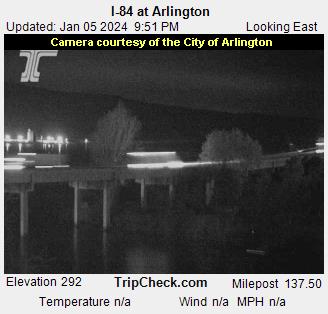 I-84 at Arlington
Updated: Jan 05 2024 9:51 PM Looking East
Camera courtesy of the City of Arlington
Elevation 292 TripCheck.com Milepost 137.50
Temperature n/a Wind n/a MPH n/a